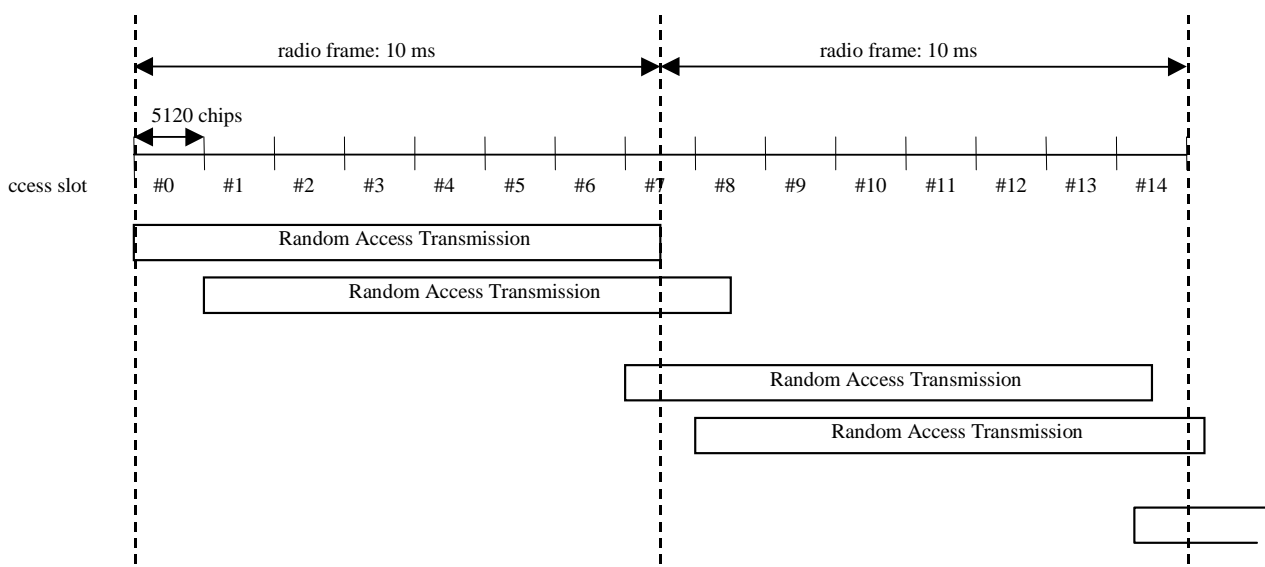 radio frame: 10 ms radio frame: 10 ms
5120 chips
ccess slot #0 #1 #2 #3 #4 #5 #6 #7 #8 #9 #10 #11 #12 #13 #14
Random Access Transmission
Random Access Transmission
Random Access Transmission
Random Access Transmission